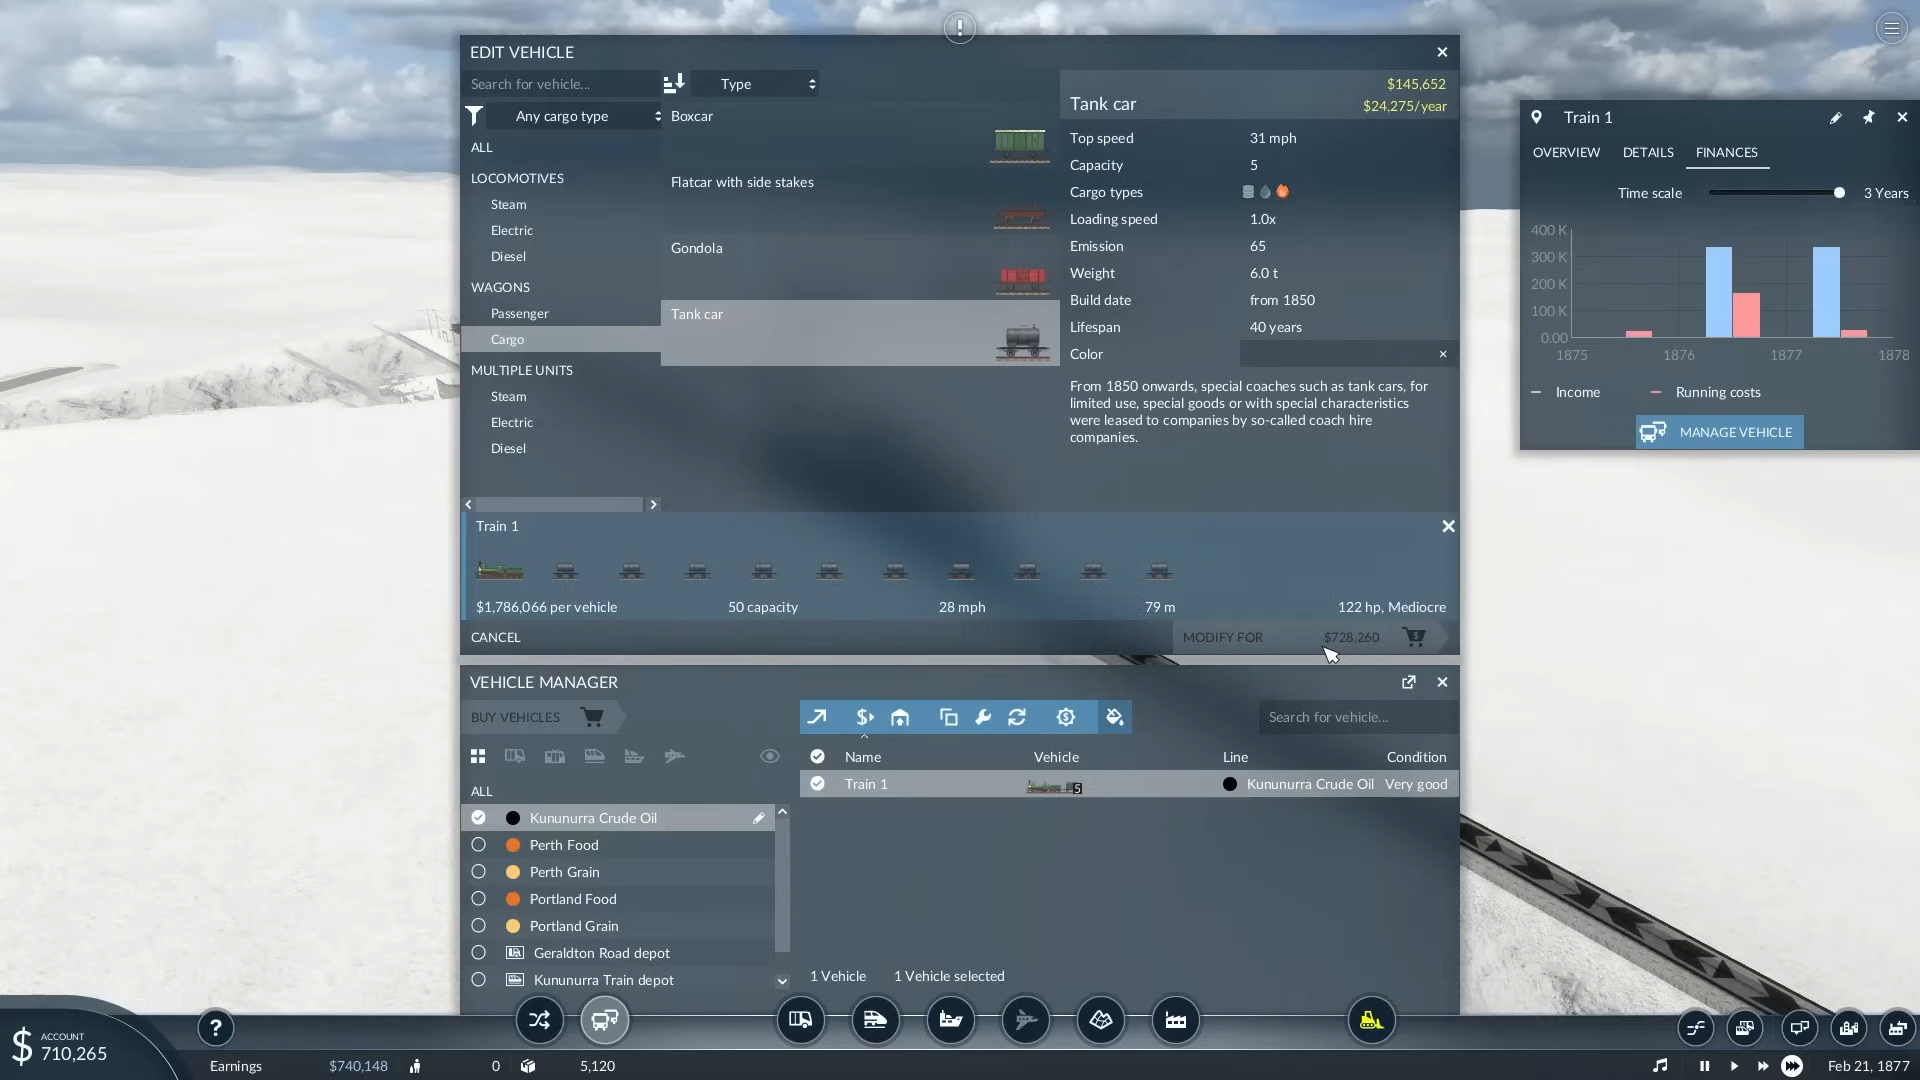 EDIT VEHICLE
Search for vehicle...
Type
Any cargo type
ALL
LOCOMOTIVES
Steam
Electric
Diesel
WAGONS
Passenger
Cargo
MULTIPLE UNITS
Steam
Electric
Diesel
Boxcar
Flatcar with side stakes
Gondola
Tank car
$145,652
Tank car
$24,275/year
Top speed 31 mph
Capacity 5
Cargo types
Loading speed 1.0x
Emission 65
Weight 6.0 t
Build date from 1850
Lifespan 40 years
Color
From 1850 onwards, special coaches such as tank cars, for
limited use, special goods or with special characteristics
were leased to companies by so-called coach hire
companies.
Train 1
$1,786,066 per vehicle 50 capacity 28 mph 79 m 122 hp, Mediocre
CANCEL
MODIFY FOR $728,260
Train 1
OVERVIEW DETAILS FINANCES
Time scale 3 Years
400 K
300 K
200 K
100 K
0.00
1875 1876 1877 1878
Income Running costs
MANAGE VEHICLE
VEHICLE MANAGER
BUY VEHICLES
Search for vehicle...
ALL
Kununurra Crude Oil
Perth Food
Perth Grain
Portland Food
Portland Grain
Geraldton Road depot
Kununurra Train depot
Name Vehicle Line Condition
Train 1 5 Kununurra Crude Oil Very good
1 Vehicle 1 Vehicle selected
ACCOUNT
$ 710,265
?
Earnings $740,148 0 5,120
Feb 21, 1877